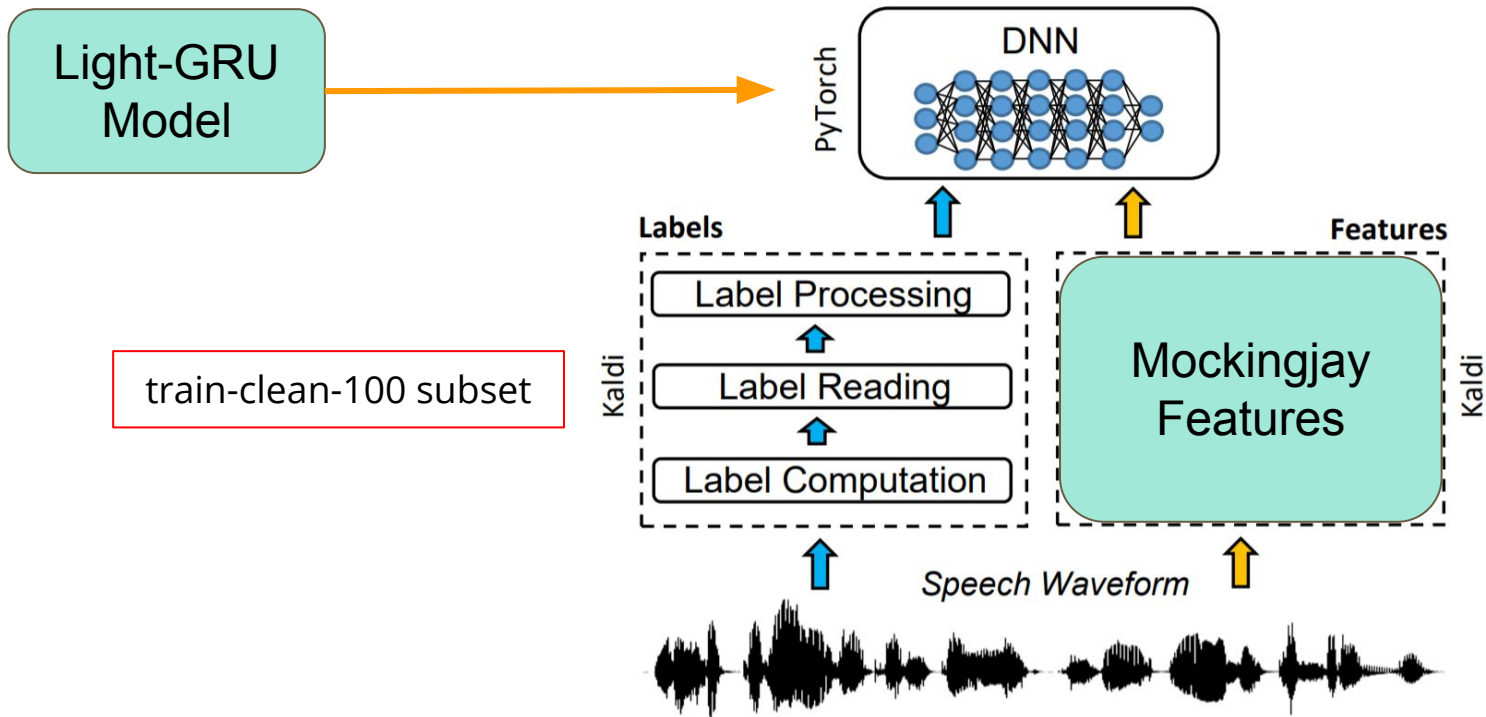 Light-GRU
Model
PyTorch
DNN
Labels
Features
Label Processing
Label Reading
Label Computation
Kaldi
train-clean-100 subset
Mockingjay
Features
Kaldi
Speech Waveform